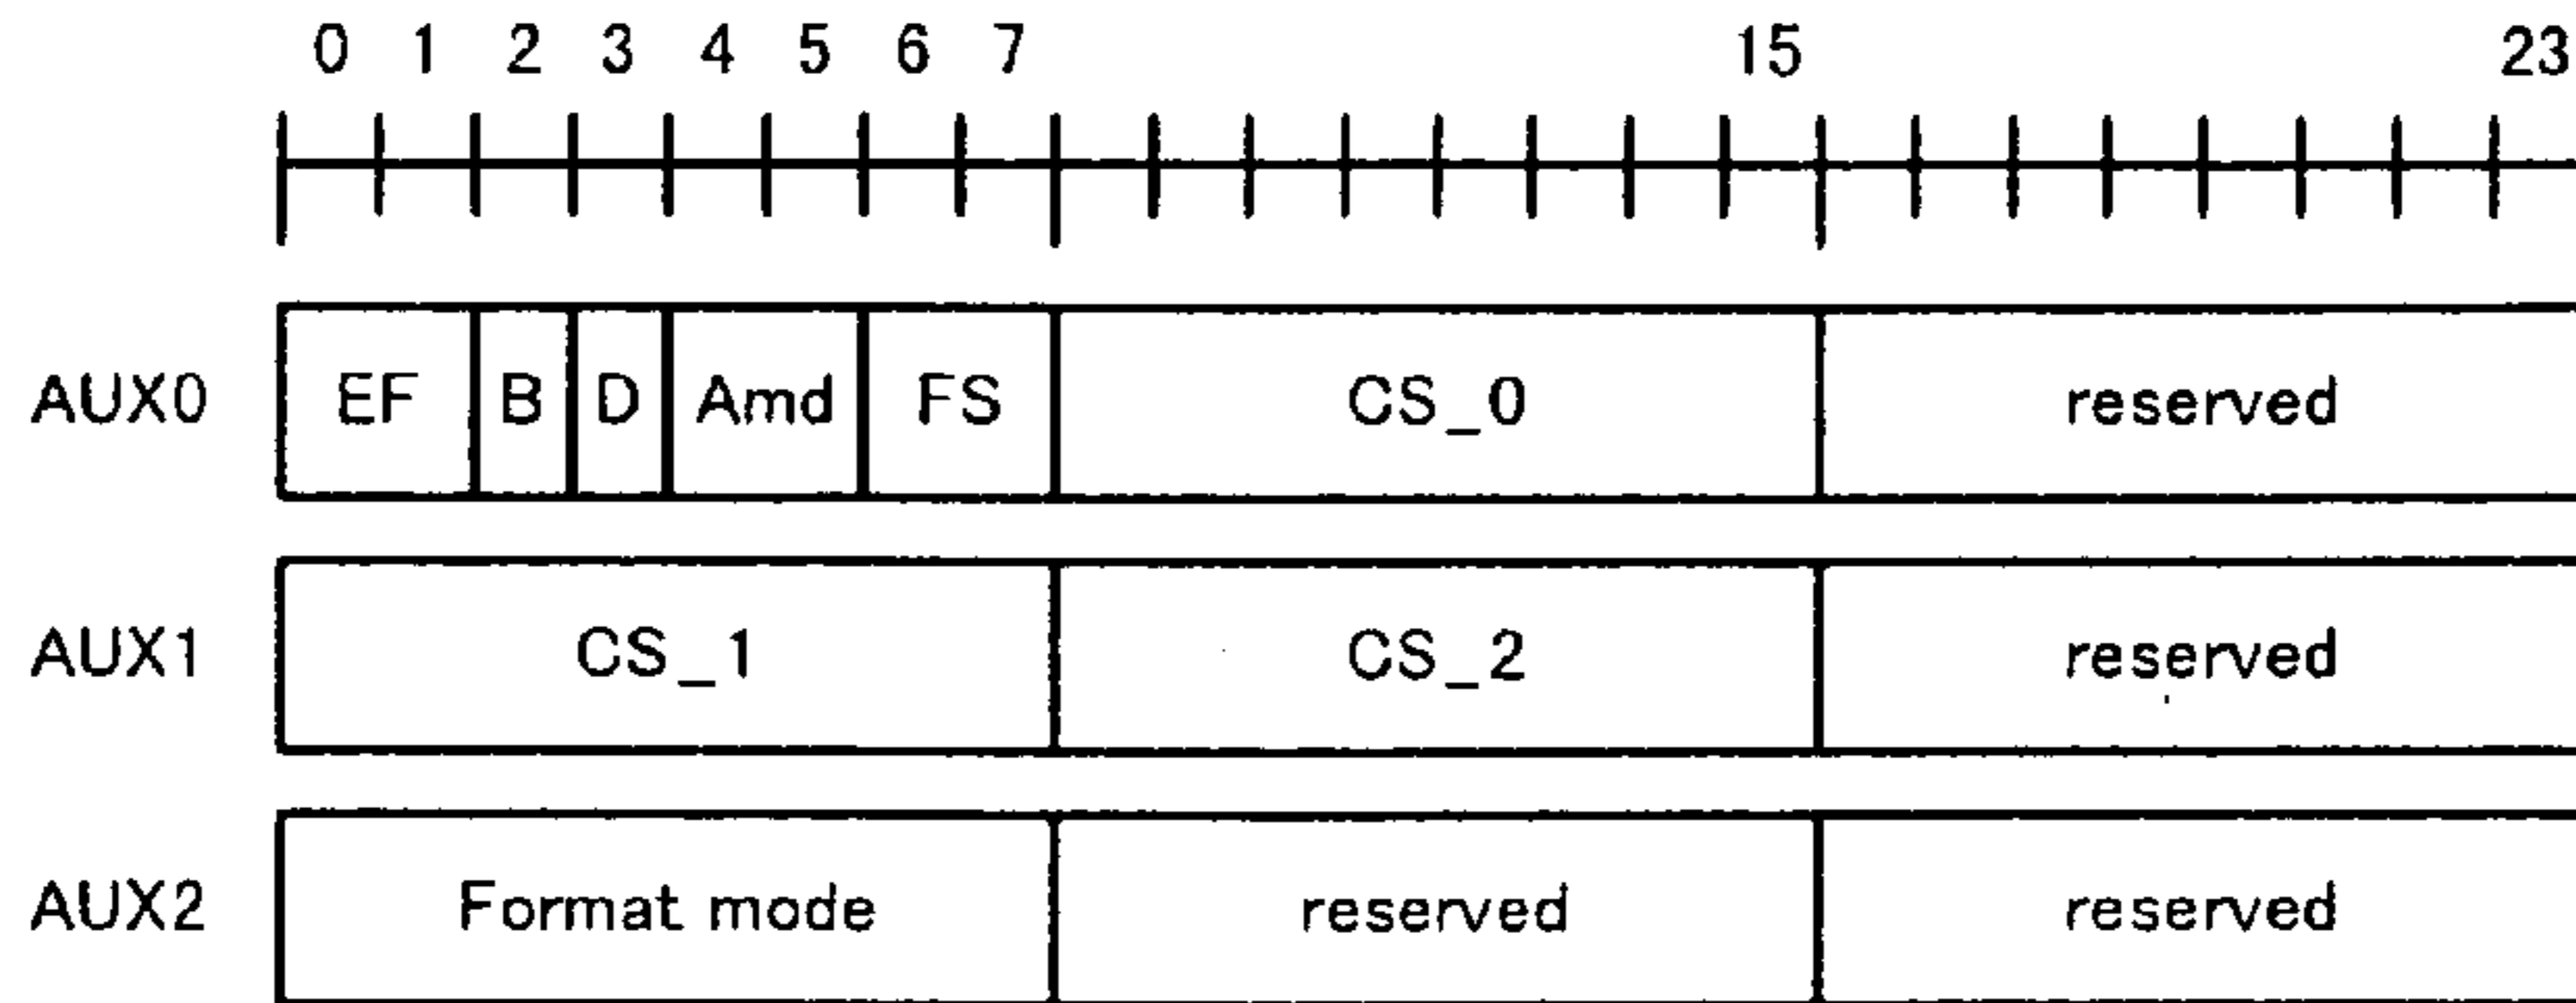 0 1 2 3 4 5 6 7 15 23
AUX0 EF B D Amd FS CS_0 reserved
AUX1 CS_1 CS_2 reserved
AUX2 Format mode reserved reserved